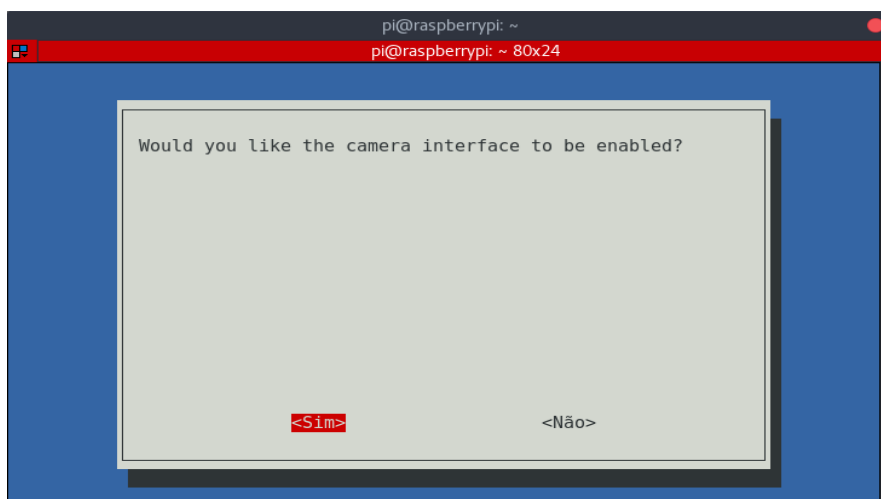 pi@raspberrypi: ~
pi@raspberrypi: ~ 80x24
Would you like the camera interface to be enabled?
<Sim> <Não>